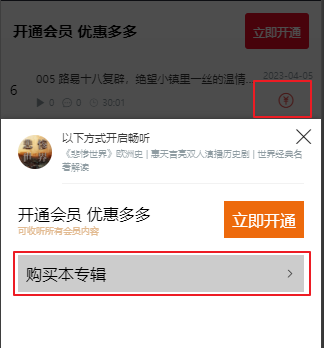 开通会员 优惠多多
立即开通
005 路易十八复辟，绝望小镇里一丝的温情...
2023-04-05
6
0
0
30:01
以下方式开启畅听
《悲惨世界》欧洲史 | 惠天言亮双人演播历史剧 | 世界经典名
著解读
开通会员 优惠多多
可收听所有会员内容
立即开通
购买本专辑